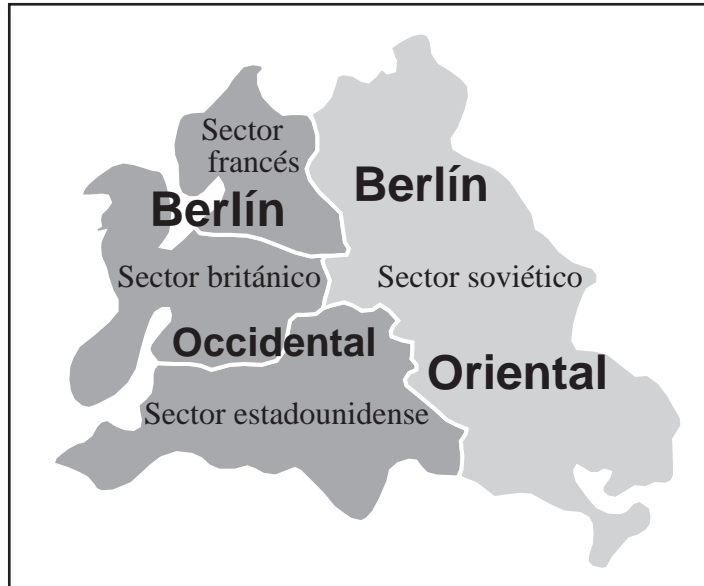 Sector
francés
Berlín
Berlín
Sector británico
Sector soviético
Occidental
Oriental
Sector estadounidense